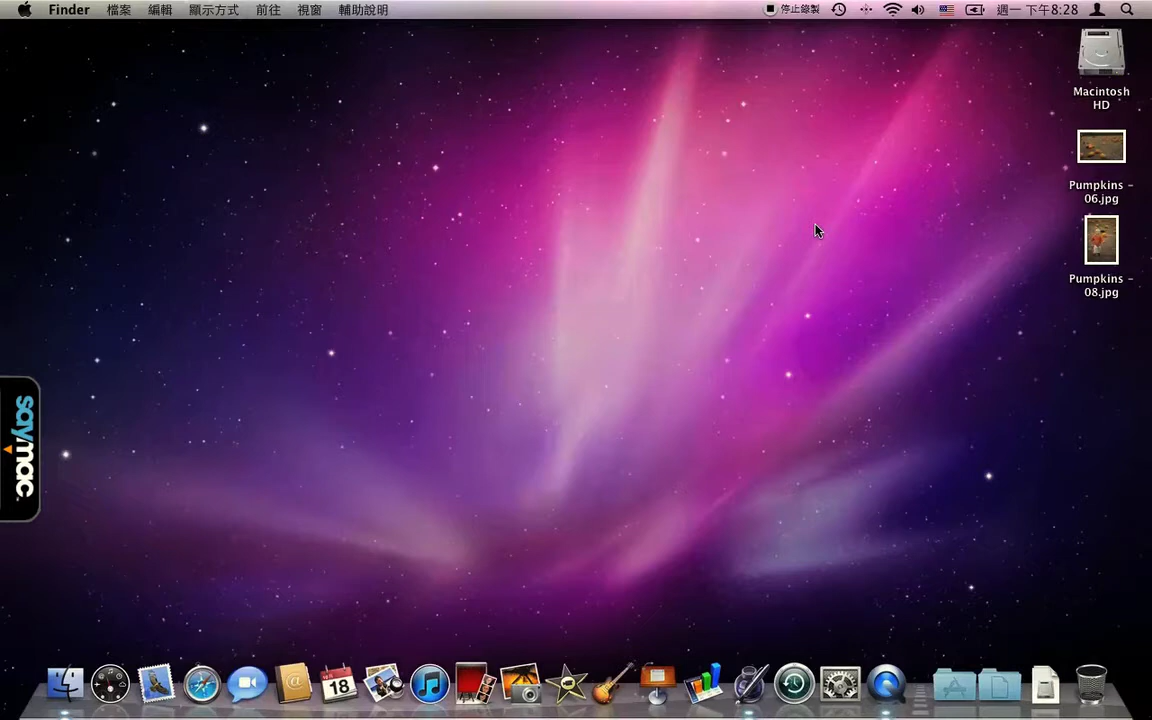 Finder 檔案 編輯 顯示方式 前往 視窗 輔助說明 停止錄製 週一 下午8:28
Macintosh
HD
Pumpkins -
06.jpg
Pumpkins -
08.jpg
saymac
18